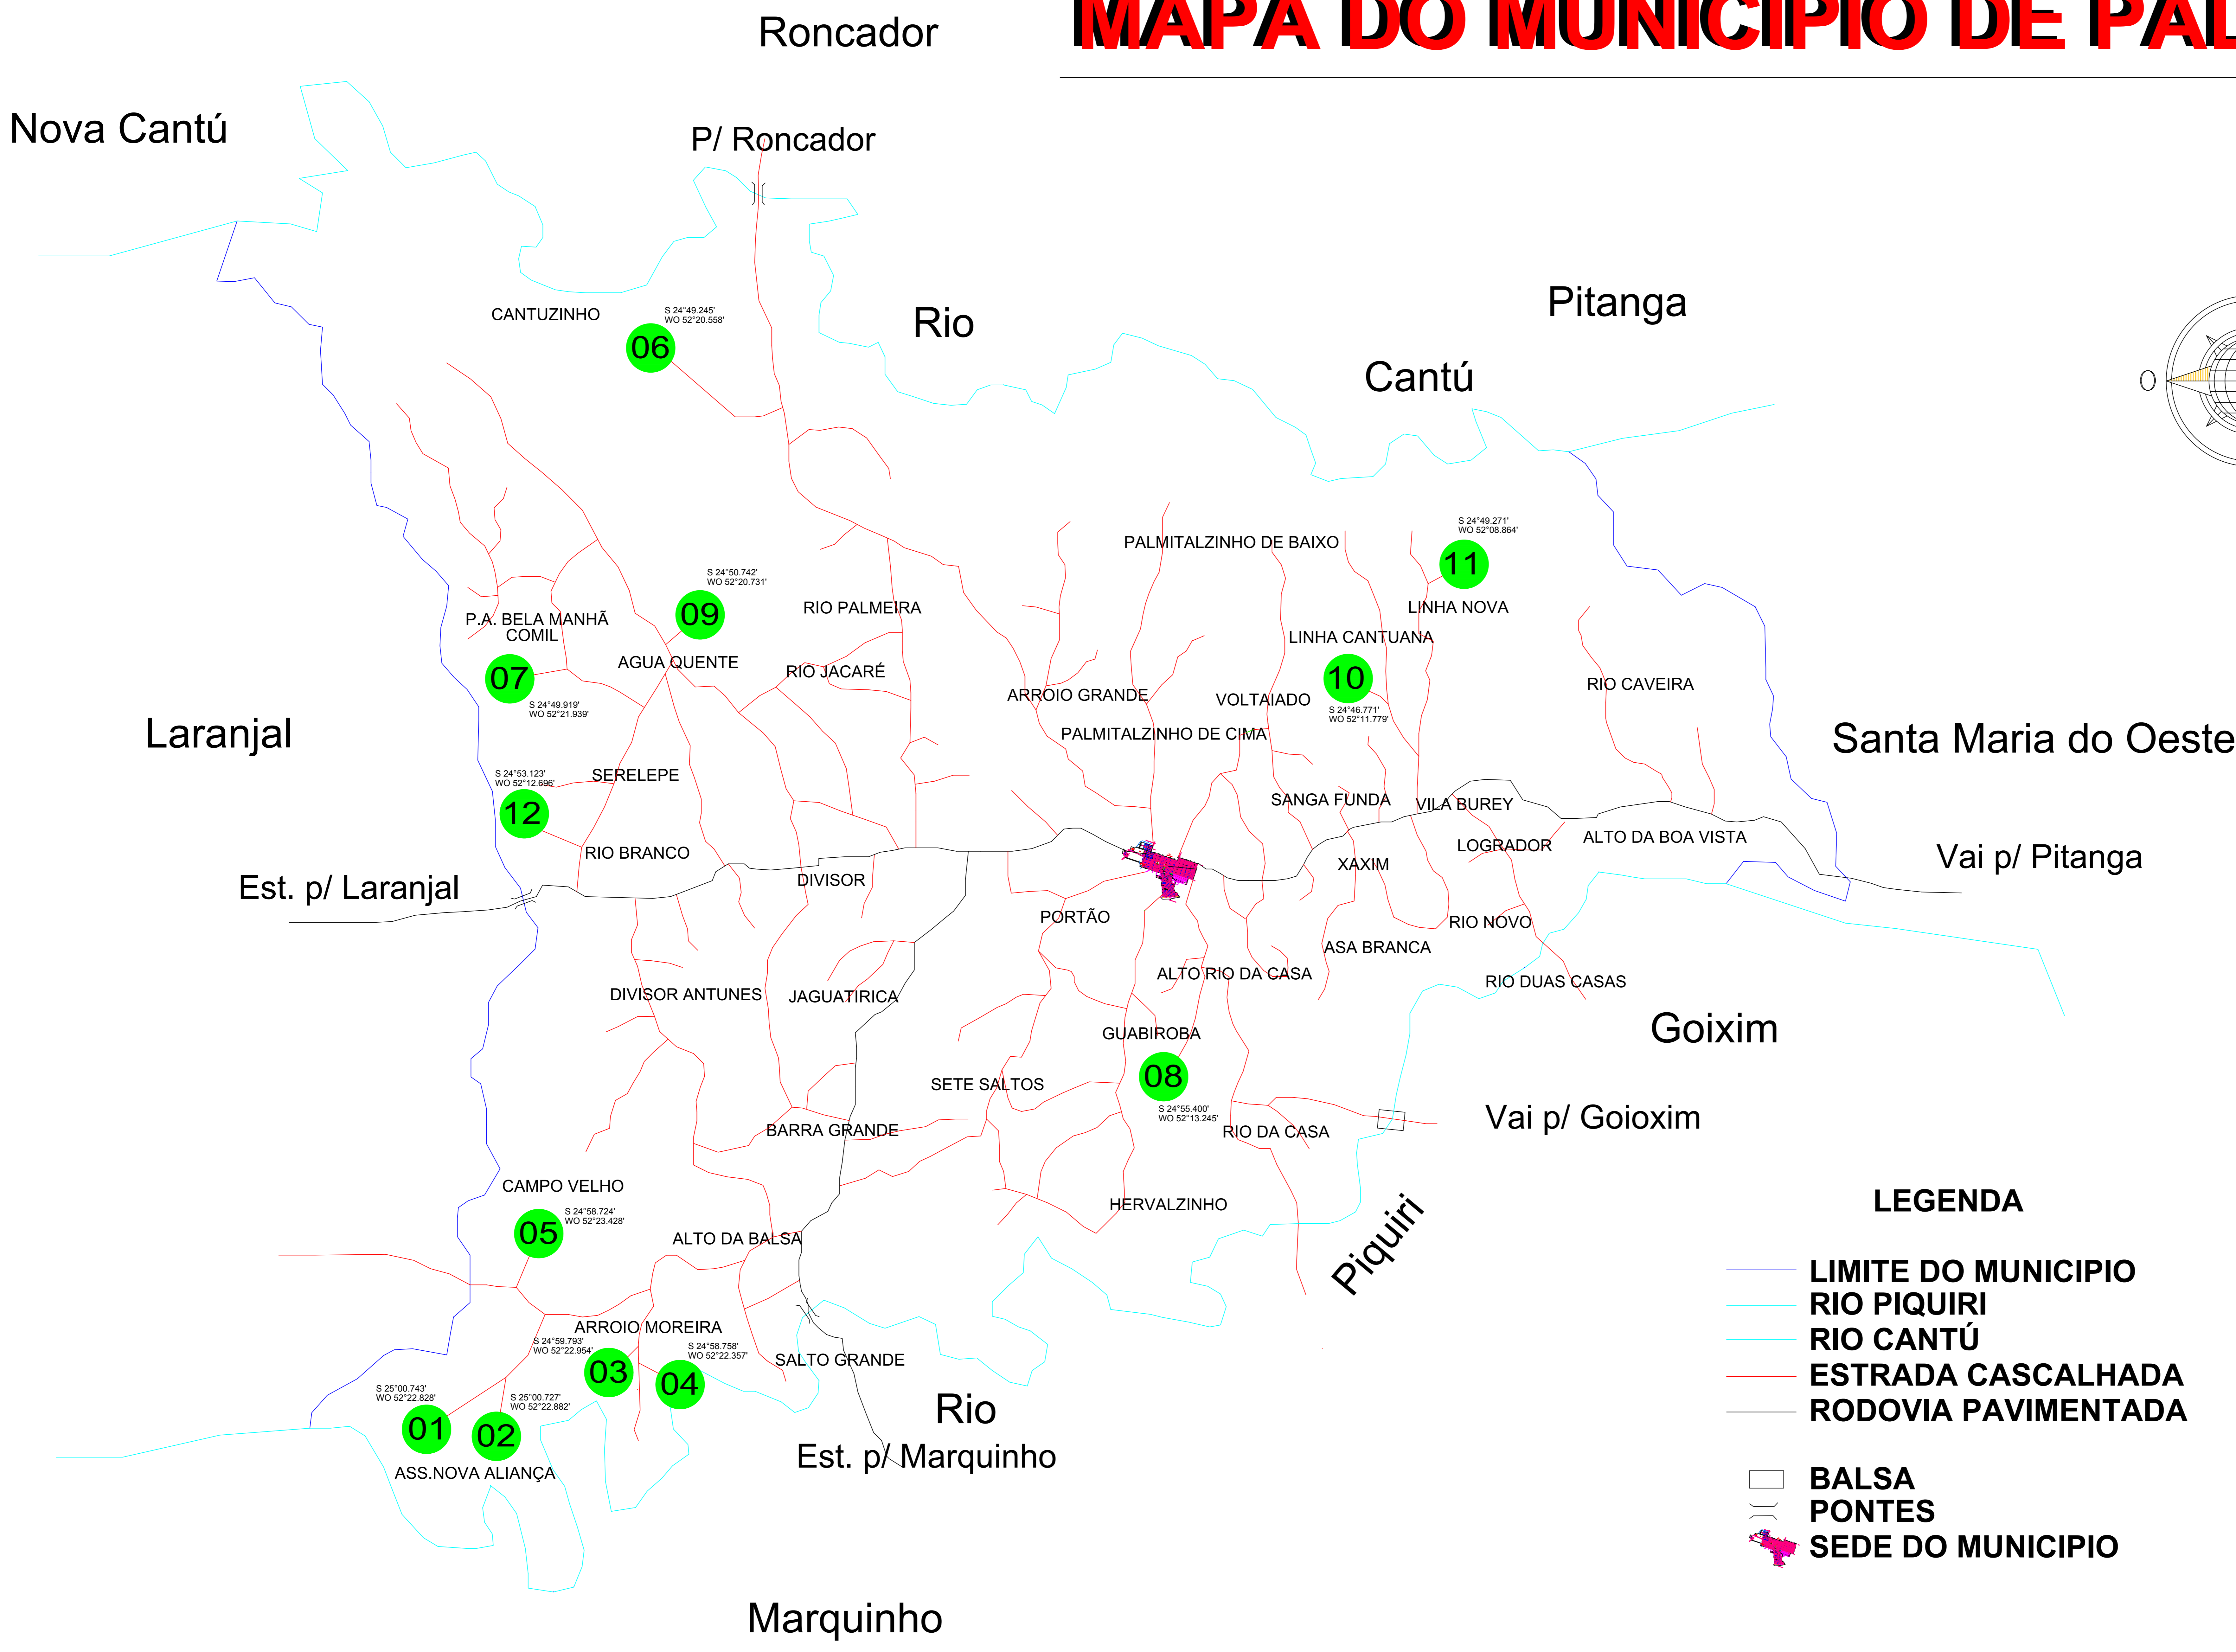 MAPA DO MUNICIPIO DE PAL
Roncador
Nova Cantú
P/ Roncador
Pitanga
Rio
Cantú
O
CANTUZINHO
S 24°49.245'
WO 52°20.558'
06
PALMITALZINHO DE BAIXO
S 24°49.271'
WO 52°08.864'
11
LINHA NOVA
S 24°50.742'
WO 52°20.731'
09
RIO PALMEIRA
P.A. BELA MANHÃ
COMIL
07
S 24°49.919'
WO 52°21.939'
AGUA QUENTE
RIO JACARÉ
LINHA CANTUANA
10
S 24°46.771'
WO 52°11.779'
ARROIO GRANDE
VOLTAIADO
RIO CAVEIRA
PALMITALZINHO DE CIMA
Laranjal
Santa Maria do Oeste
S 24°53.123'
WO 52°12.696'
12
SERELEPE
SANGA FUNDA
VILA BUREY
RIO BRANCO
LOGRADOR
ALTO DA BOA VISTA
Vai p/ Pitanga
Est. p/ Laranjal
DIVISOR
XAXIM
PORTÃO
RIO NOVO
ASA BRANCA
ALTO RIO DA CASA
RIO DUAS CASAS
DIVISOR ANTUNES
JAGUATIRICA
Goixim
GUABIROBA
08
S 24°55.400'
WO 52°13.245'
SETE SALTOS
BARRA GRANDE
RIO DA CASA
Vai p/ Goioxim
CAMPO VELHO
S 24°58.724'
WO 52°23.428'
05
HERVALZINHO
Piquiri
ALTO DA BALSA
ARROIO MOREIRA
S 24°59.793'
WO 52°22.954'
03
S 24°58.758'
WO 52°22.357'
04
SALTO GRANDE
S 25°00.743'
WO 52°22.828'
01
S 25°00.727'
WO 52°22.882'
02
ASS.NOVA ALIANÇA
Rio
Est. p/ Marquinho
Marquinho
LEGENDA
LIMITE DO MUNICIPIO
RIO PIQUIRI
RIO CANTÚ
ESTRADA CASCALHADA
RODOVIA PAVIMENTADA
BALSA
PONTES
SEDE DO MUNICIPIO